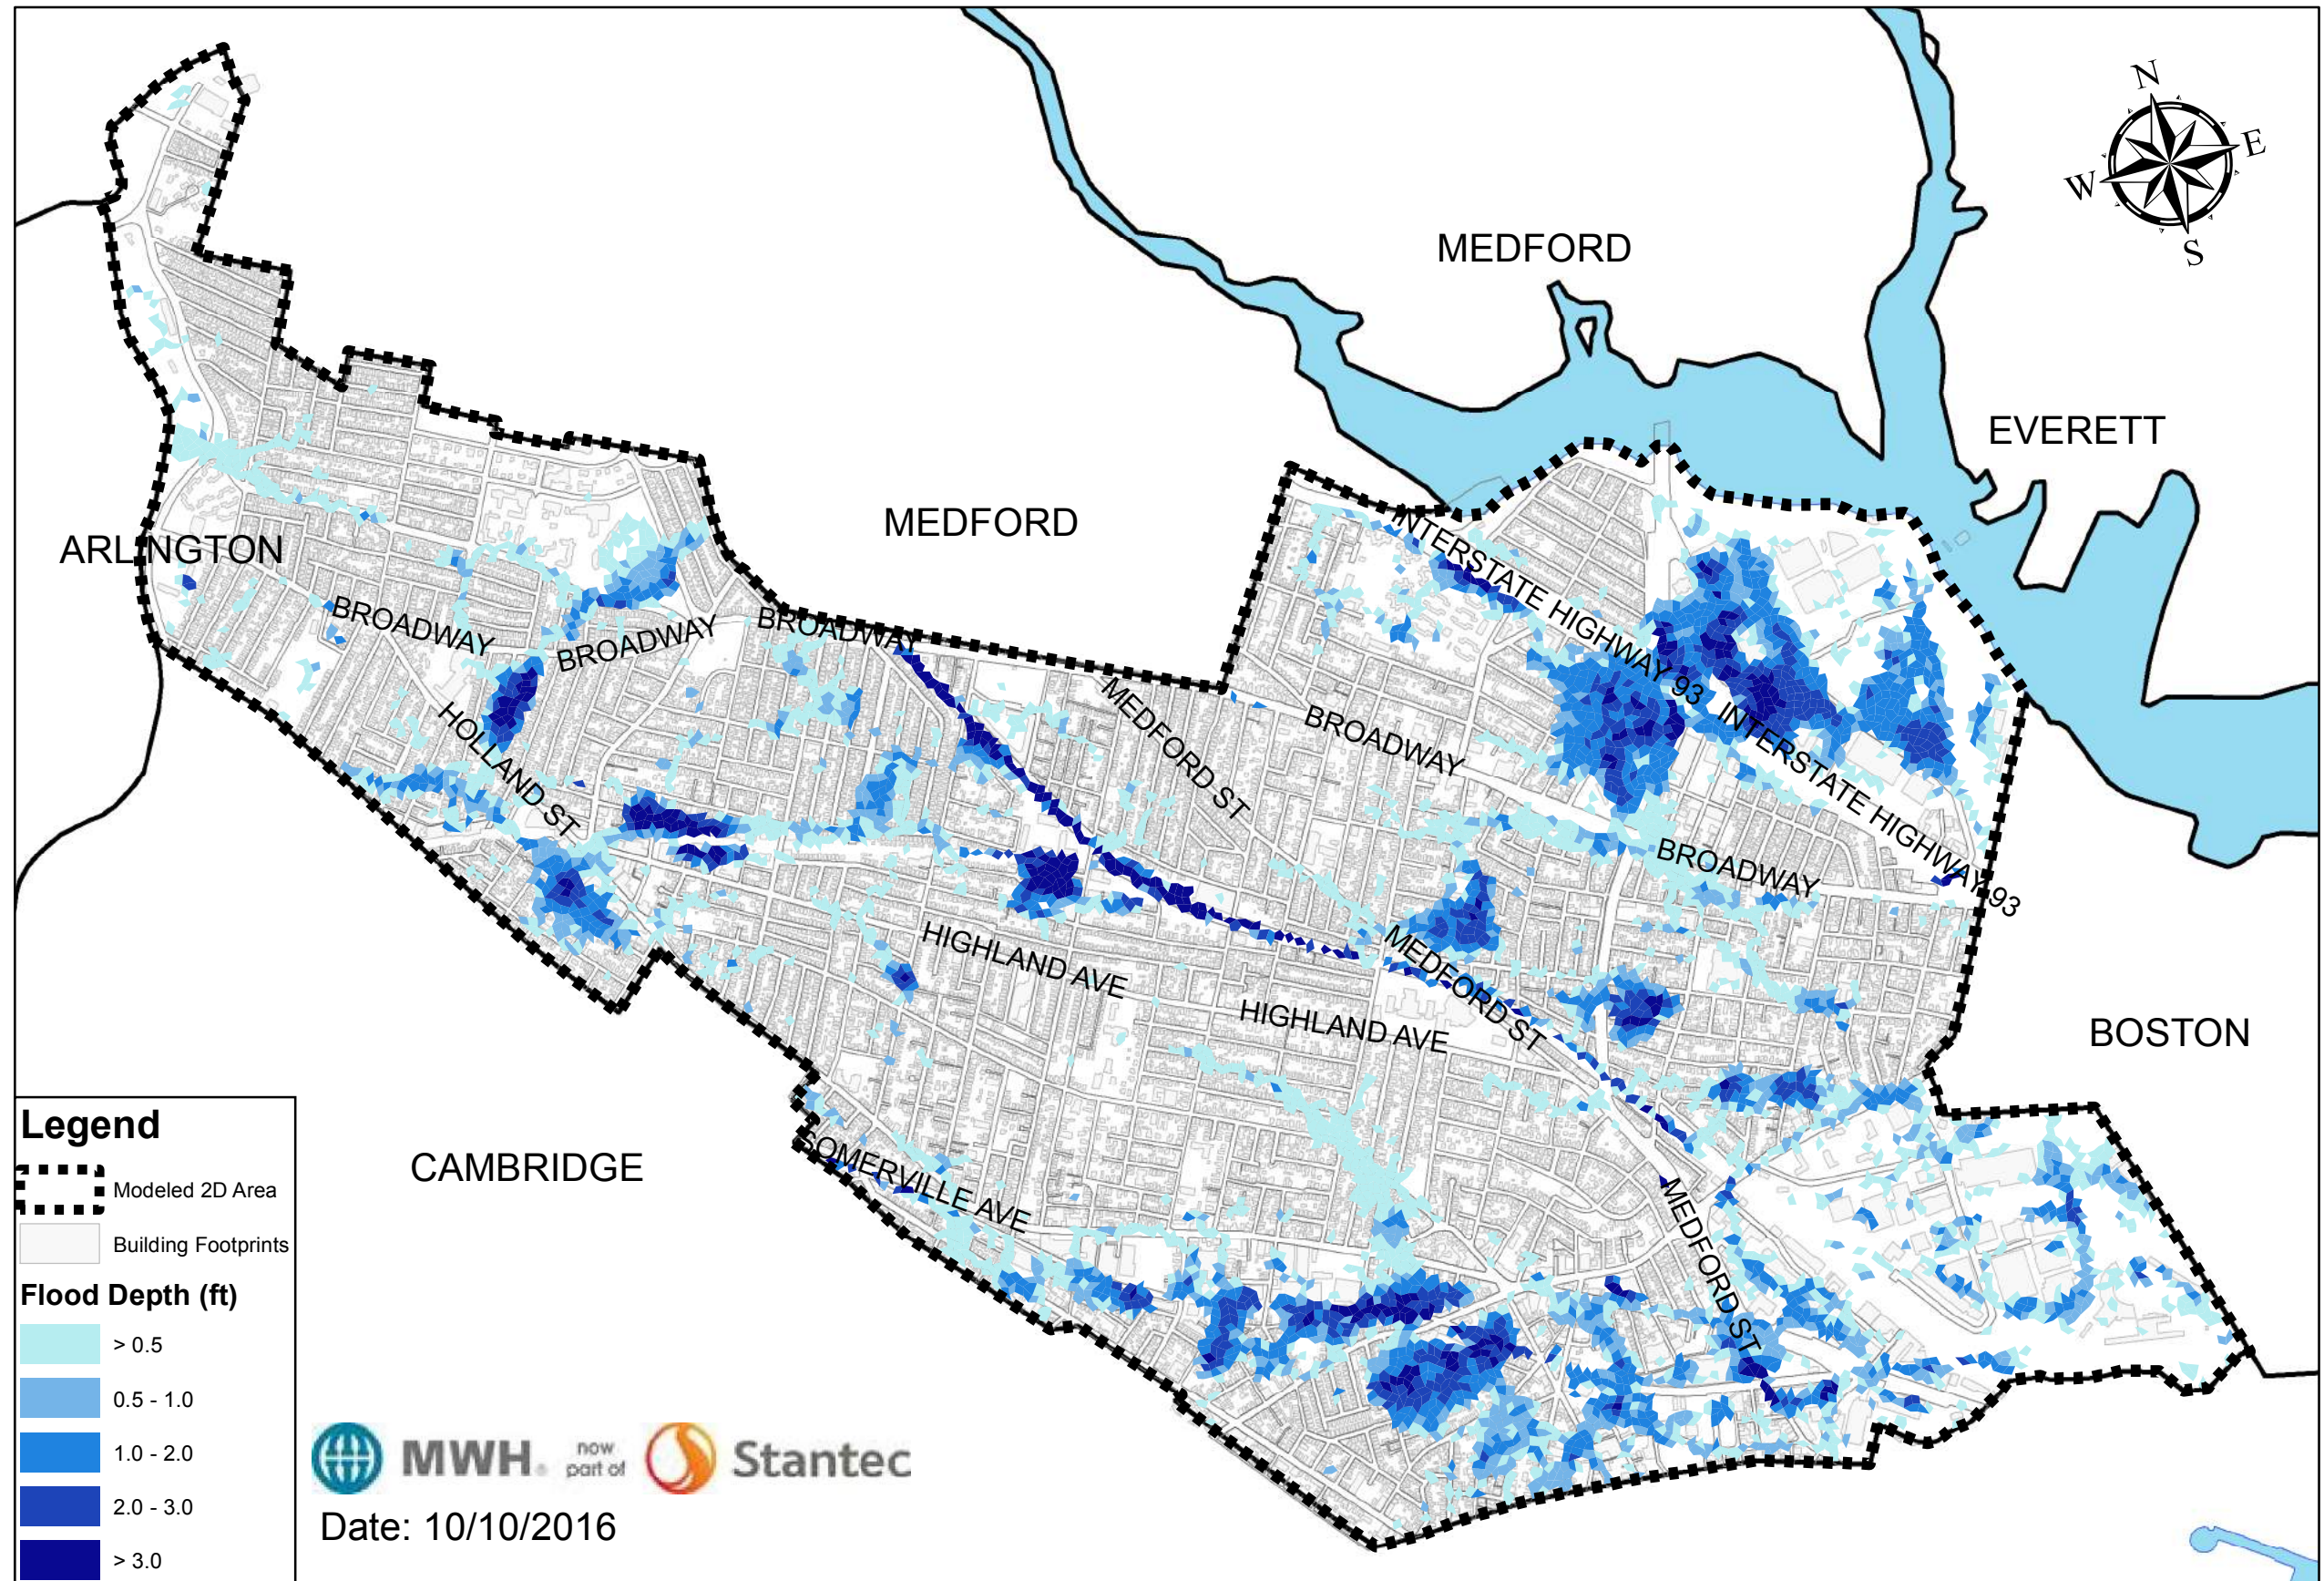 N
E
W
S
MEDFORD
EVERETT
MEDFORD
INTERSTATE HIGHWAY 93
ARLINGTON
BROADWAY
BROADWAY
BROADWAY
MEDFORD ST
BROADWAY
INTERSTATE HIGHWAY 93
HOLLAND ST
BROADWAY
HIGHLAND AVE
MEDFORD ST
HIGHLAND AVE
BOSTON
CAMBRIDGE
SOMERVILLE AVE
MEDFORD ST
Legend
Modeled 2D Area
Building Footprints
Flood Depth (ft)
> 0.5
0.5 - 1.0
1.0 - 2.0
2.0 - 3.0
> 3.0
MWH® now part of Stantec
Date: 10/10/2016